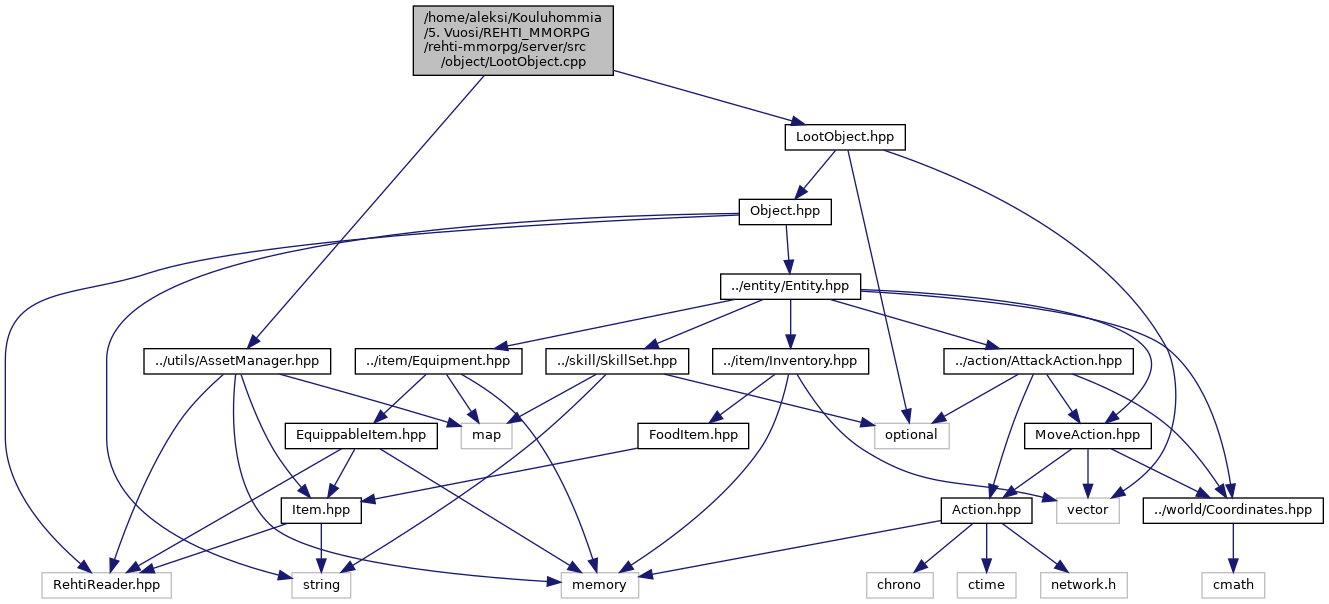 /home/aleksi/Kouluhommia
/5. Vuosi/REHTI_MMORPG
/rehti-mmorpg/server/src
/object/LootObject.cpp
LootObject.hpp
Object.hpp
../entity/Entity.hpp
../utils/AssetManager.hpp
../item/Equipment.hpp
../skill/SkillSet.hpp
../item/Inventory.hpp
../action/AttackAction.hpp
EquippableItem.hpp
map
FoodItem.hpp
optional
MoveAction.hpp
Item.hpp
Action.hpp
vector
../world/Coordinates.hpp
RehtiReader.hpp
string
memory
chrono
ctime
network.h
cmath